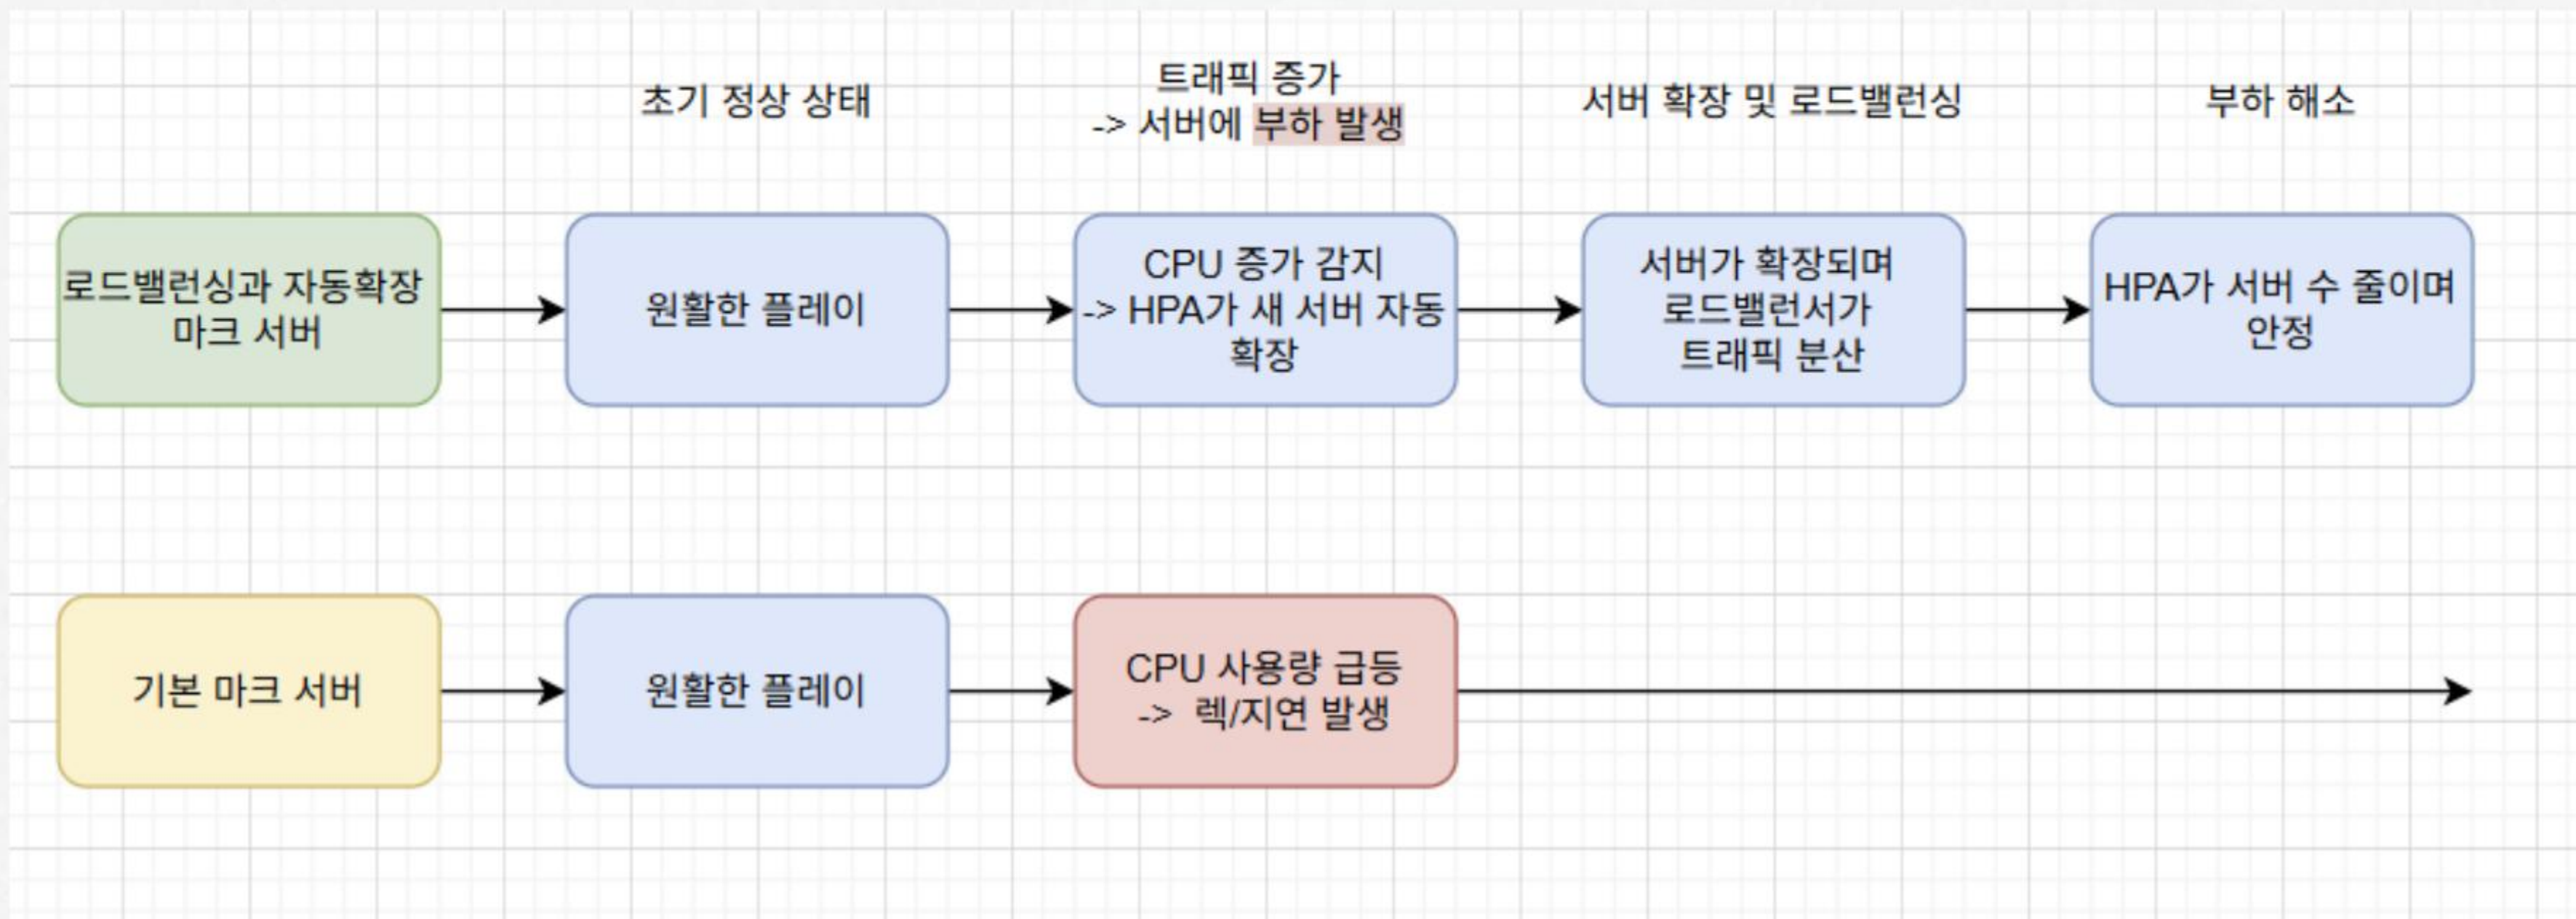 초기 정상 상태
트래픽 증가
-> 서버에 부하 발생
서버 확장 및 로드밸런싱
부하 해소
로드밸런싱과 자동확장
마크 서버
원활한 플레이
CPU 증가 감지
-> HPA가 새 서버 자동
확장
서버가 확장되며
로드밸런서가
트래픽 분산
HPA가 서버 수 줄이며
안정
기본 마크 서버
원활한 플레이
CPU 사용량 급등
-> 렉/지연 발생